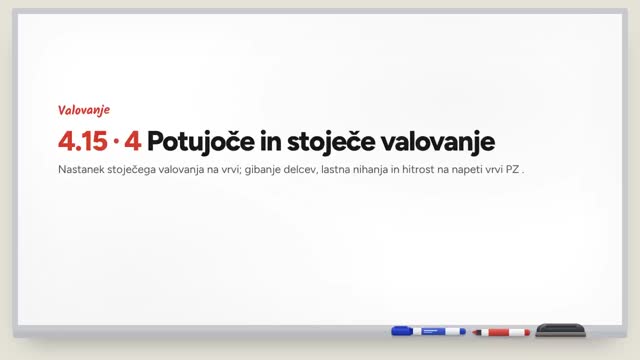 Valovanje
4.15 · 4 Potujoče in stoječe valovanje
Nastanek stoječega valovanja na vrvi; gibanje delcev, lastna nihanja in hitrost na napeti vrvi PZ .